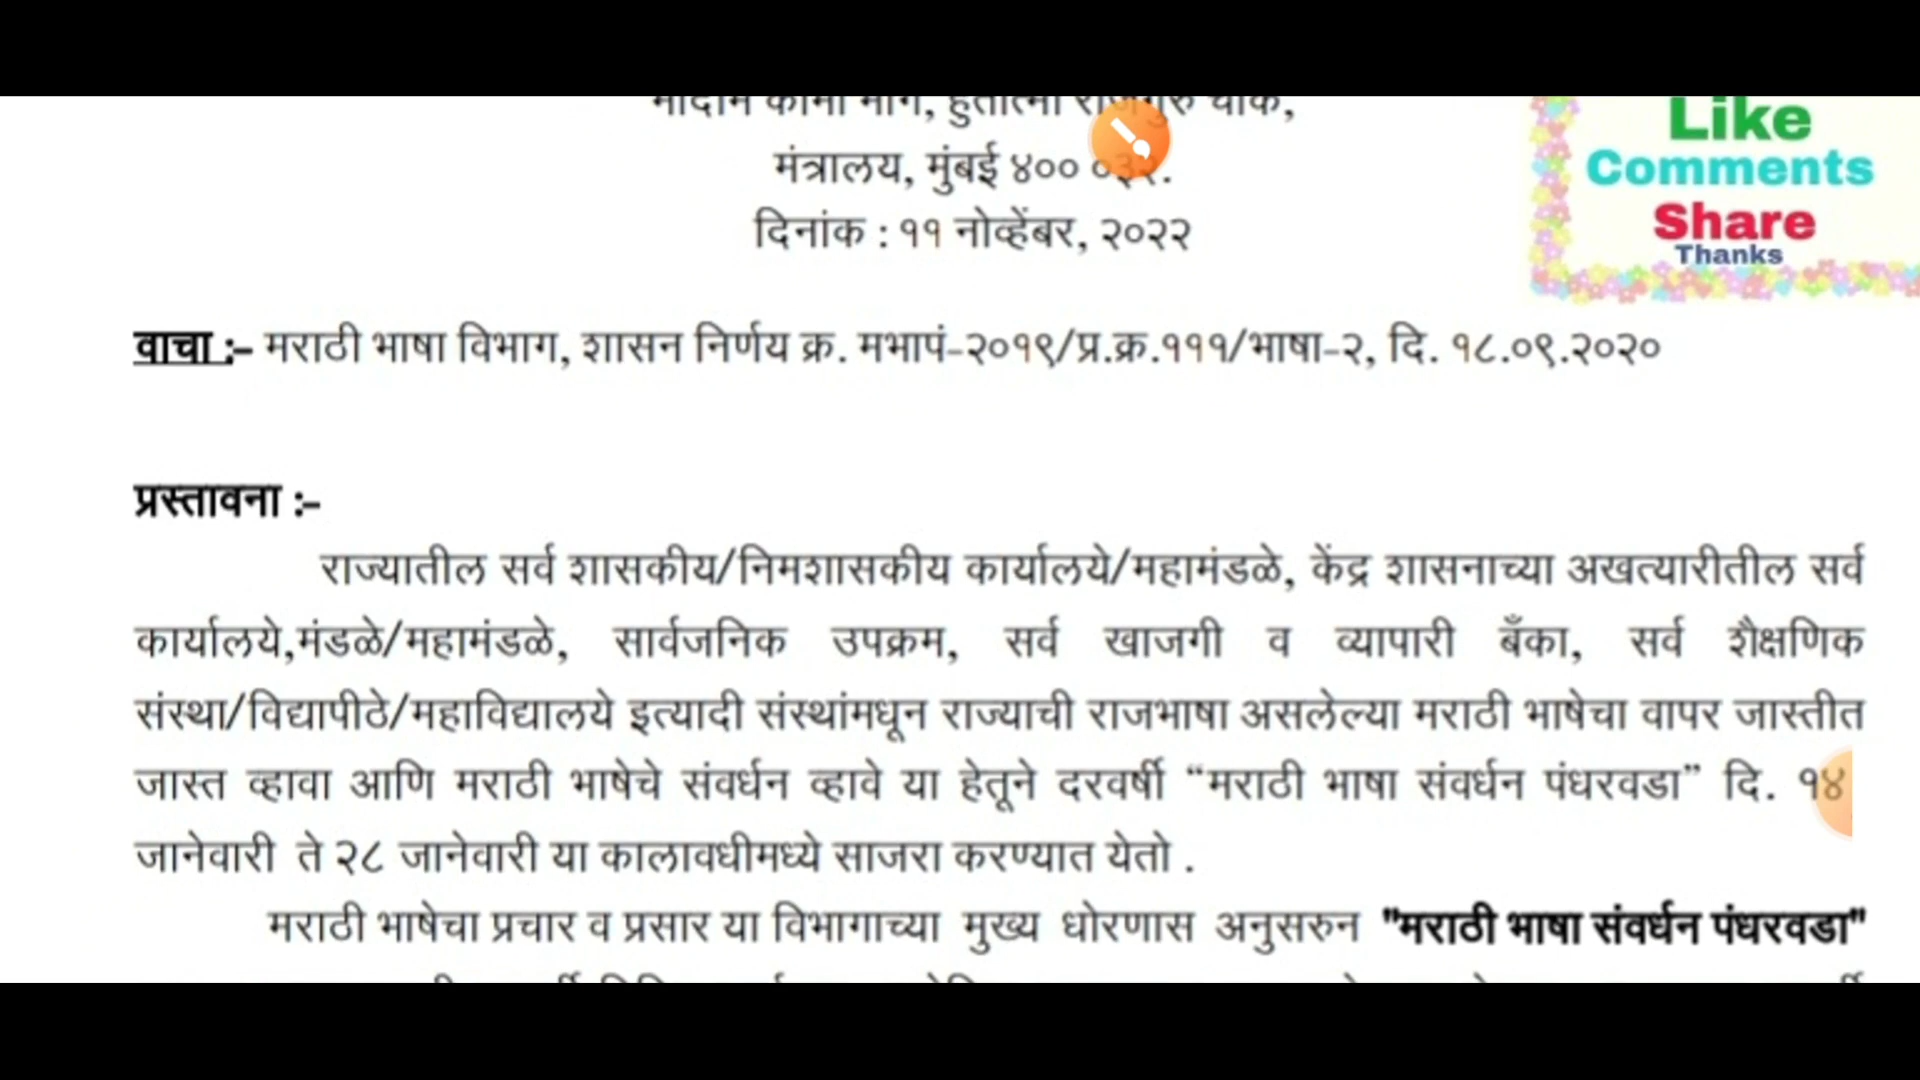 मादाम कामा मार्ग, हुतात्मा राजगुरु चौक,
मंत्रालय, मुंबई ४०० ०३२.
दिनांक : ११ नोव्हेंबर, २०२२
Like
Comments
Share
Thanks
वाचा :- मराठी भाषा विभाग, शासन निर्णय क्र. मभापं-२०१९/प्र.क्र.१११/भाषा-२, दि. १८.०९.२०२०
प्रस्तावना :-
राज्यातील सर्व शासकीय/निमशासकीय कार्यालये/महामंडळे, केंद्र शासनाच्या अखत्यारीतील सर्व
कार्यालये,मंडळे/महामंडळे, सार्वजनिक उपक्रम, सर्व खाजगी व व्यापारी बँका, सर्व शैक्षणिक
संस्था/विद्यापीठे/महाविद्यालये इत्यादी संस्थांमधून राज्याची राजभाषा असलेल्या मराठी भाषेचा वापर जास्तीत
जास्त व्हावा आणि मराठी भाषेचे संवर्धन व्हावे या हेतूने दरवर्षी “मराठी भाषा संवर्धन पंधरवडा” दि. १४
जानेवारी ते २८ जानेवारी या कालावधीमध्ये साजरा करण्यात येतो .
मराठी भाषेचा प्रचार व प्रसार या विभागाच्या मुख्य धोरणास अनुसरुन "मराठी भाषा संवर्धन पंधरवडा"